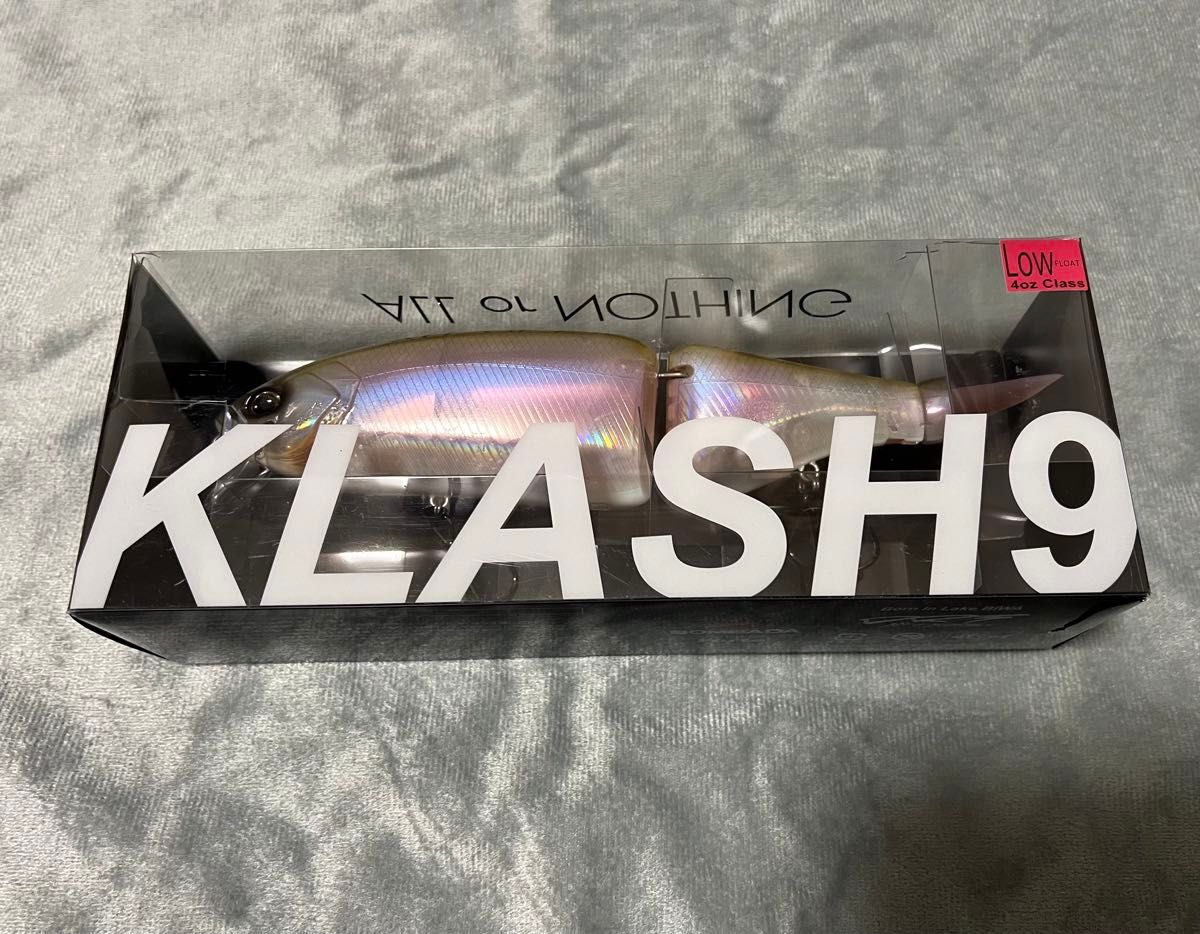 LOW FLOAT
4oz Class
ALL or NOTHING
KLASH9
Born in Lake BIWA